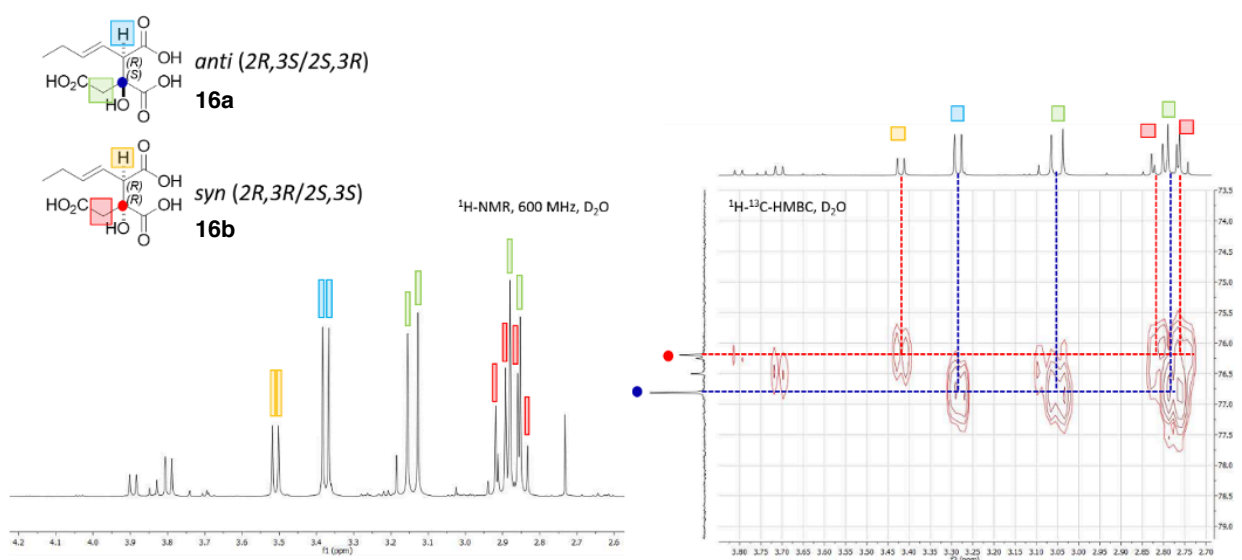 H
O
OH
(R)
(S)
HO₂C
OH
HO
O
anti (2R,3S/2S,3R)
16a
H
O
OH
(R)
(R)
HO₂C
OH
HO
O
syn (2R,3R/2S,3S)
16b
¹H-NMR, 600 MHz, D₂O
4.2 4.1 4.0 3.9 3.8 3.7 3.6 3.5 3.4 3.3 3.2 3.1 3.0 2.9 2.8 2.7 2.6
f1 (ppm)
¹H-¹³C-HMBC, D₂O
73.5
74.0
74.5
75.0
75.5
76.0
76.5
77.0
77.5
78.0
78.5
79.0
3.80 3.75 3.70 3.65 3.60 3.55 3.50 3.45 3.40 3.35 3.30 3.25 3.20 3.15 3.10 3.05 3.00 2.95 2.90 2.85 2.80 2.75 2.70